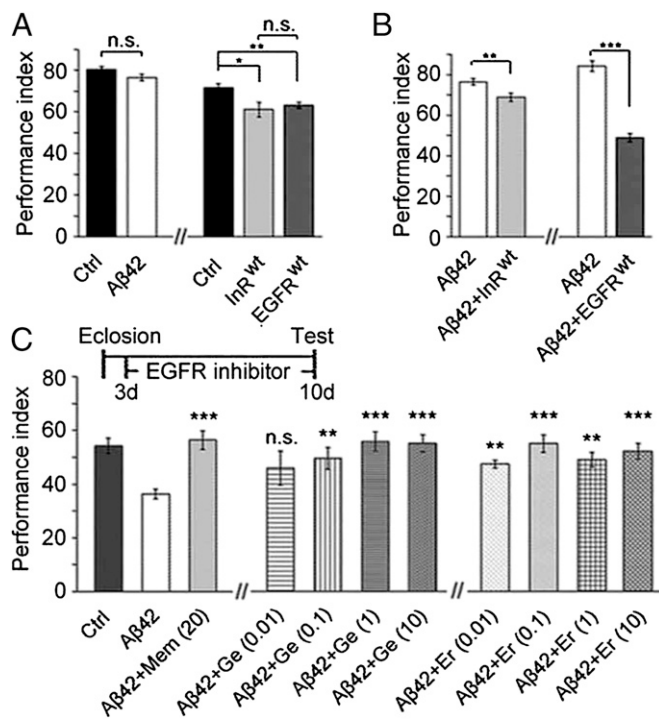 A
B
n.s.
n.s.
**
*
**
***
Performance index
80
60
40
20
0
Ctrl
Aβ42
//
Ctrl
InR wt
EGFR wt
Performance index
80
60
40
20
0
Aβ42
Aβ42+InR wt
//
Aβ42
Aβ42+EGFR wt
C
Eclosion
Test
EGFR inhibitor
3d
10d
Performance index
80
60
40
20
0
***
n.s.
**
***
***
**
***
**
***
Ctrl
Aβ42
Aβ42+Mem (20)
//
Aβ42+Ge (0.01)
Aβ42+Ge (0.1)
Aβ42+Ge (1)
Aβ42+Ge (10)
//
Aβ42+Er (0.01)
Aβ42+Er (0.1)
Aβ42+Er (1)
Aβ42+Er (10)